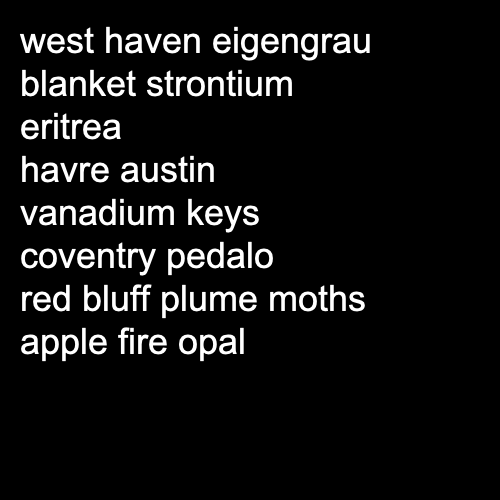 west haven eigengrau
blanket strontium
eritrea
havre austin
vanadium keys
coventry pedalo
red bluff plume moths
apple fire opal